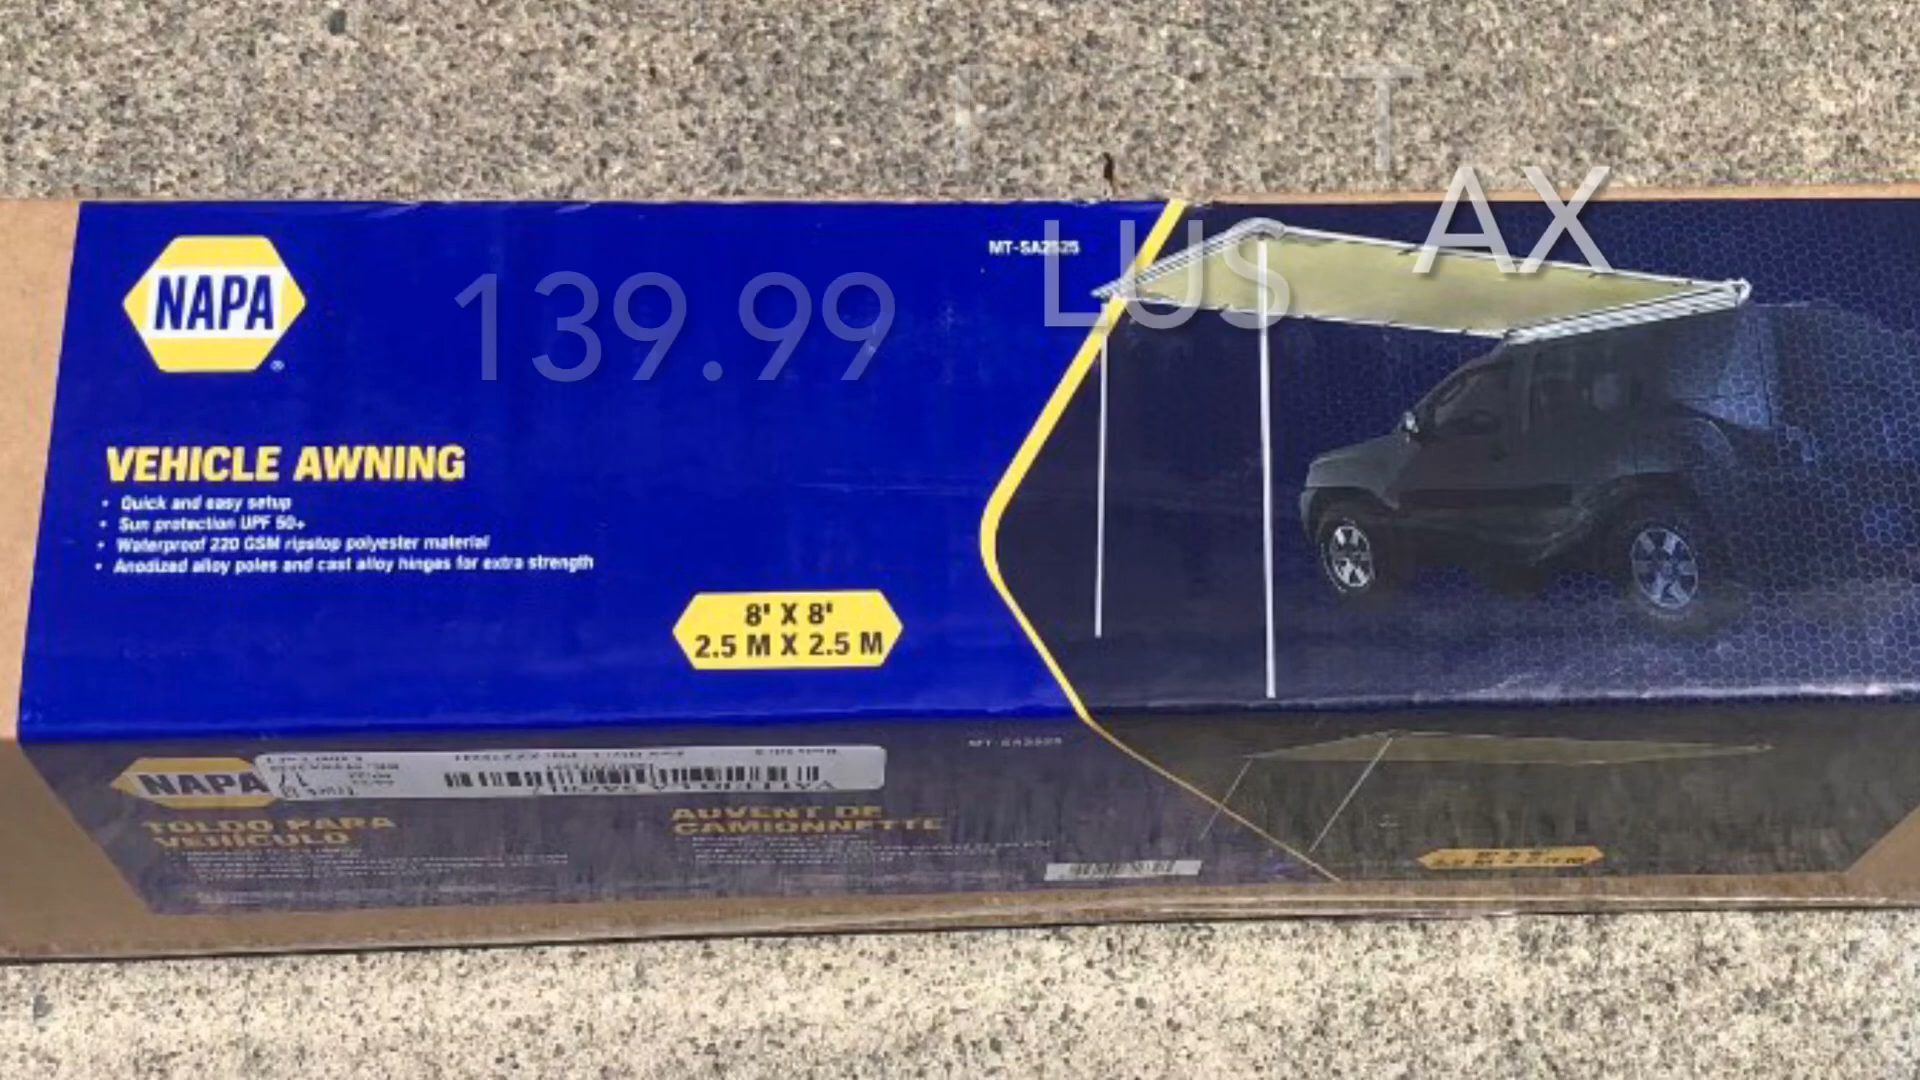 139.99 PLUS TAX
NAPA
MT-SA2525
VEHICLE AWNING
• Quick and easy setup
• Sun protection UPF 50+
• Waterproof 220 GSM ripstop polyester material
• Anodized alloy poles and cast alloy hinges for extra strength
8' X 8'
2.5 M X 2.5 M
NAPA
MT-SA2525
TOLDO PARA
VEHICULO
AUVENT DE
CAMIONNETTE